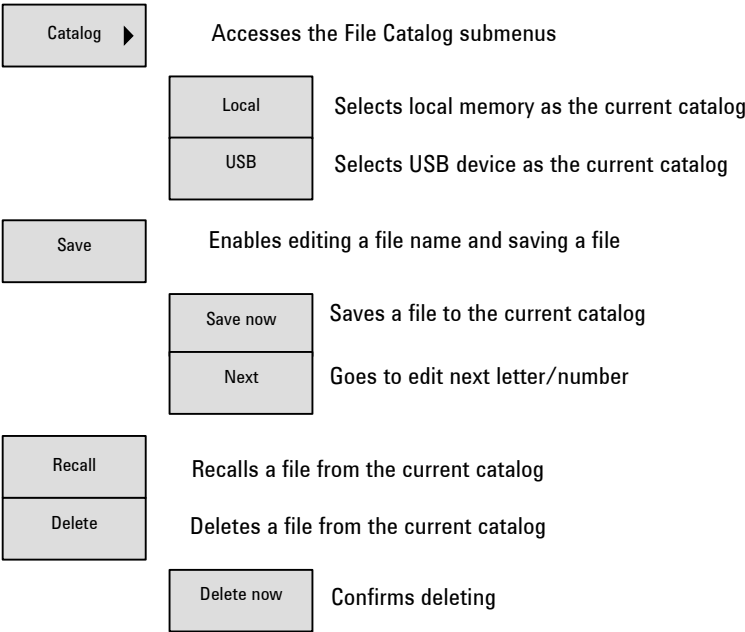 Catalog Accesses the File Catalog submenus
Local Selects local memory as the current catalog
USB Selects USB device as the current catalog
Save Enables editing a file name and saving a file
Save now Saves a file to the current catalog
Next Goes to edit next letter/number
Recall Recalls a file from the current catalog
Delete Deletes a file from the current catalog
Delete now Confirms deleting